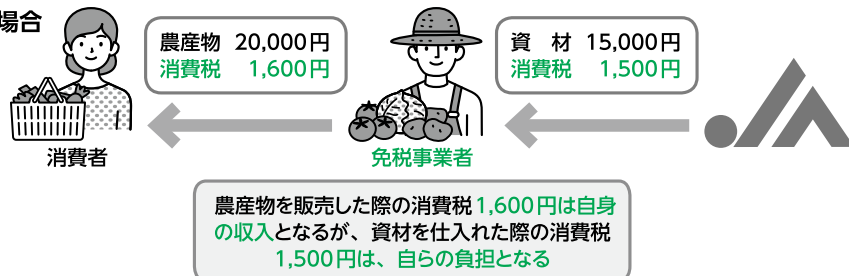 場合
農産物 20,000円
消費税 1,600円
資　材 15,000円
消費税 1,500円
消費者
免税事業者
農産物を販売した際の消費税1,600円は自身
の収入となるが、資材を仕入れた際の消費税
1,500円は、自らの負担となる